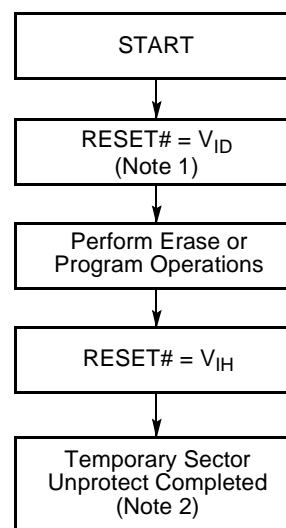 START
RESET# = VID
(Note 1)
Perform Erase or
Program Operations
RESET# = VIH
Temporary Sector
Unprotect Completed
(Note 2)